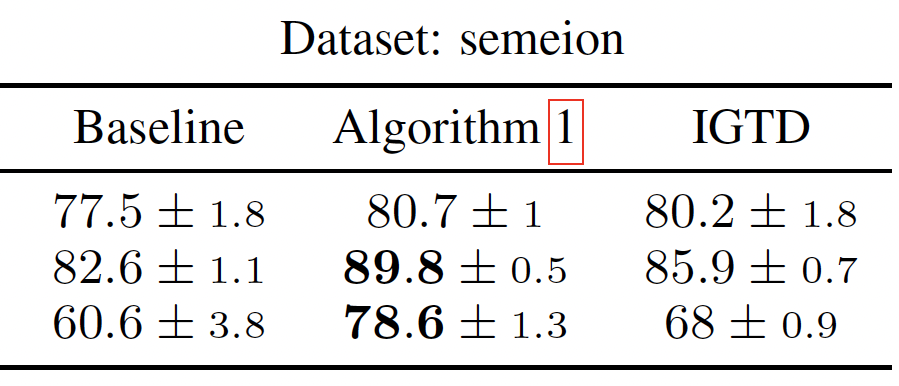 Dataset: semeion
Baseline Algorithm 1 IGTD
77.5 ± 1.8 80.7 ± 1 80.2 ± 1.8
82.6 ± 1.1 89.8 ± 0.5 85.9 ± 0.7
60.6 ± 3.8 78.6 ± 1.3 68 ± 0.9